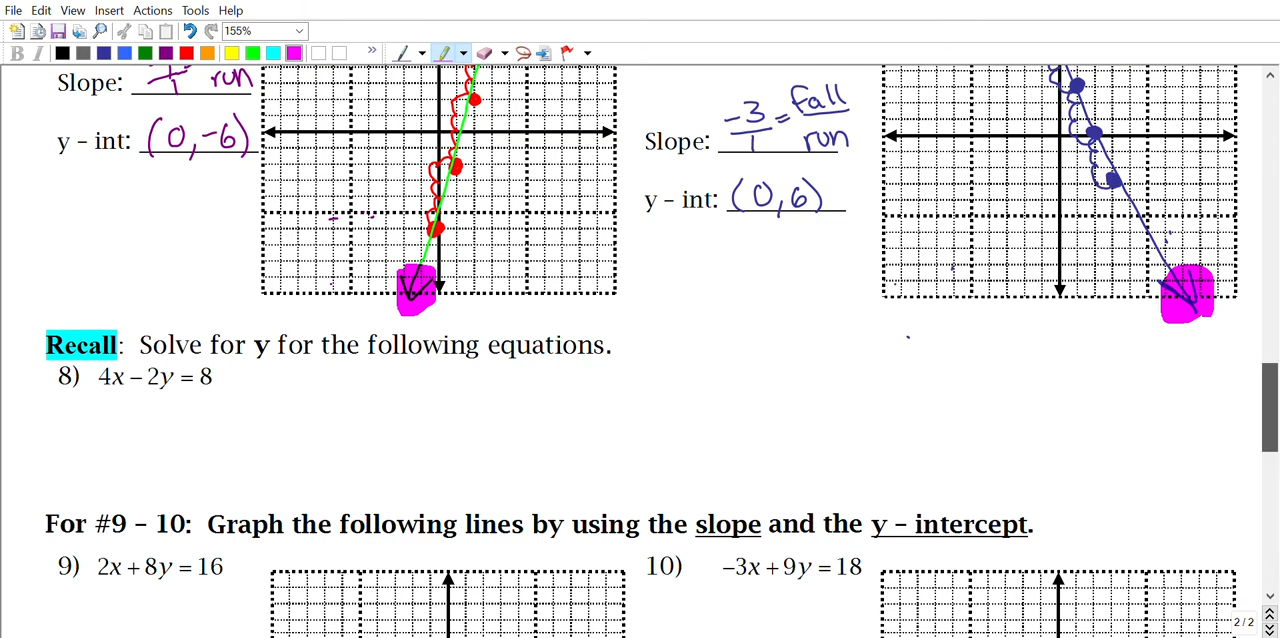 File Edit View Insert Actions Tools Help
155%
B I
Slope: run
1
y – int: (0, -6)
Slope: -3/1 = fall/run
y – int: (0, 6)
Recall: Solve for y for the following equations.
8) 4x − 2y = 8
For #9 – 10: Graph the following lines by using the slope and the y – intercept.
9) 2x + 8y = 16
10) −3x + 9y = 18
2 / 2